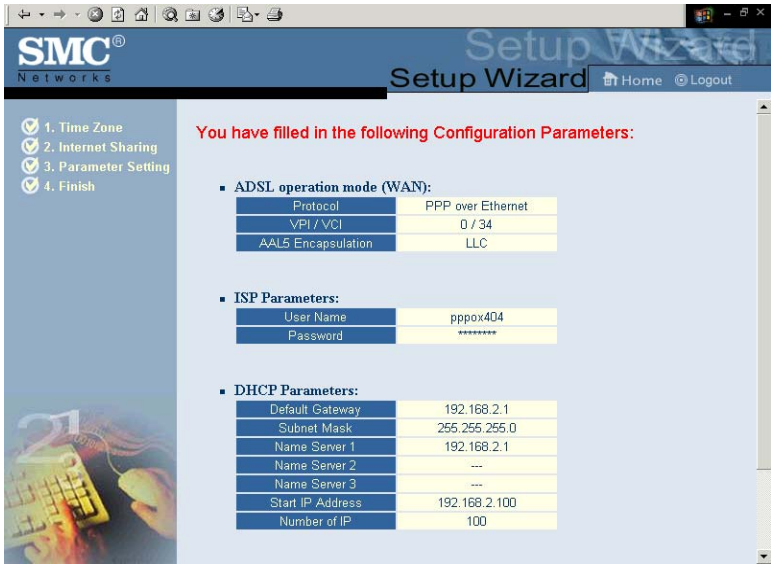 SMC®
Networks
Setup Wizard
Setup Wizard
Home
Logout
1. Time Zone
2. Internet Sharing
3. Parameter Setting
4. Finish
You have filled in the following Configuration Parameters:
ADSL operation mode (WAN):
Protocol PPP over Ethernet
VPI / VCI 0 / 34
AAL5 Encapsulation LLC
ISP Parameters:
User Name pppox404
Password ********
DHCP Parameters:
Default Gateway 192.168.2.1
Subnet Mask 255.255.255.0
Name Server 1 192.168.2.1
Name Server 2 ---
Name Server 3 ---
Start IP Address 192.168.2.100
Number of IP 100